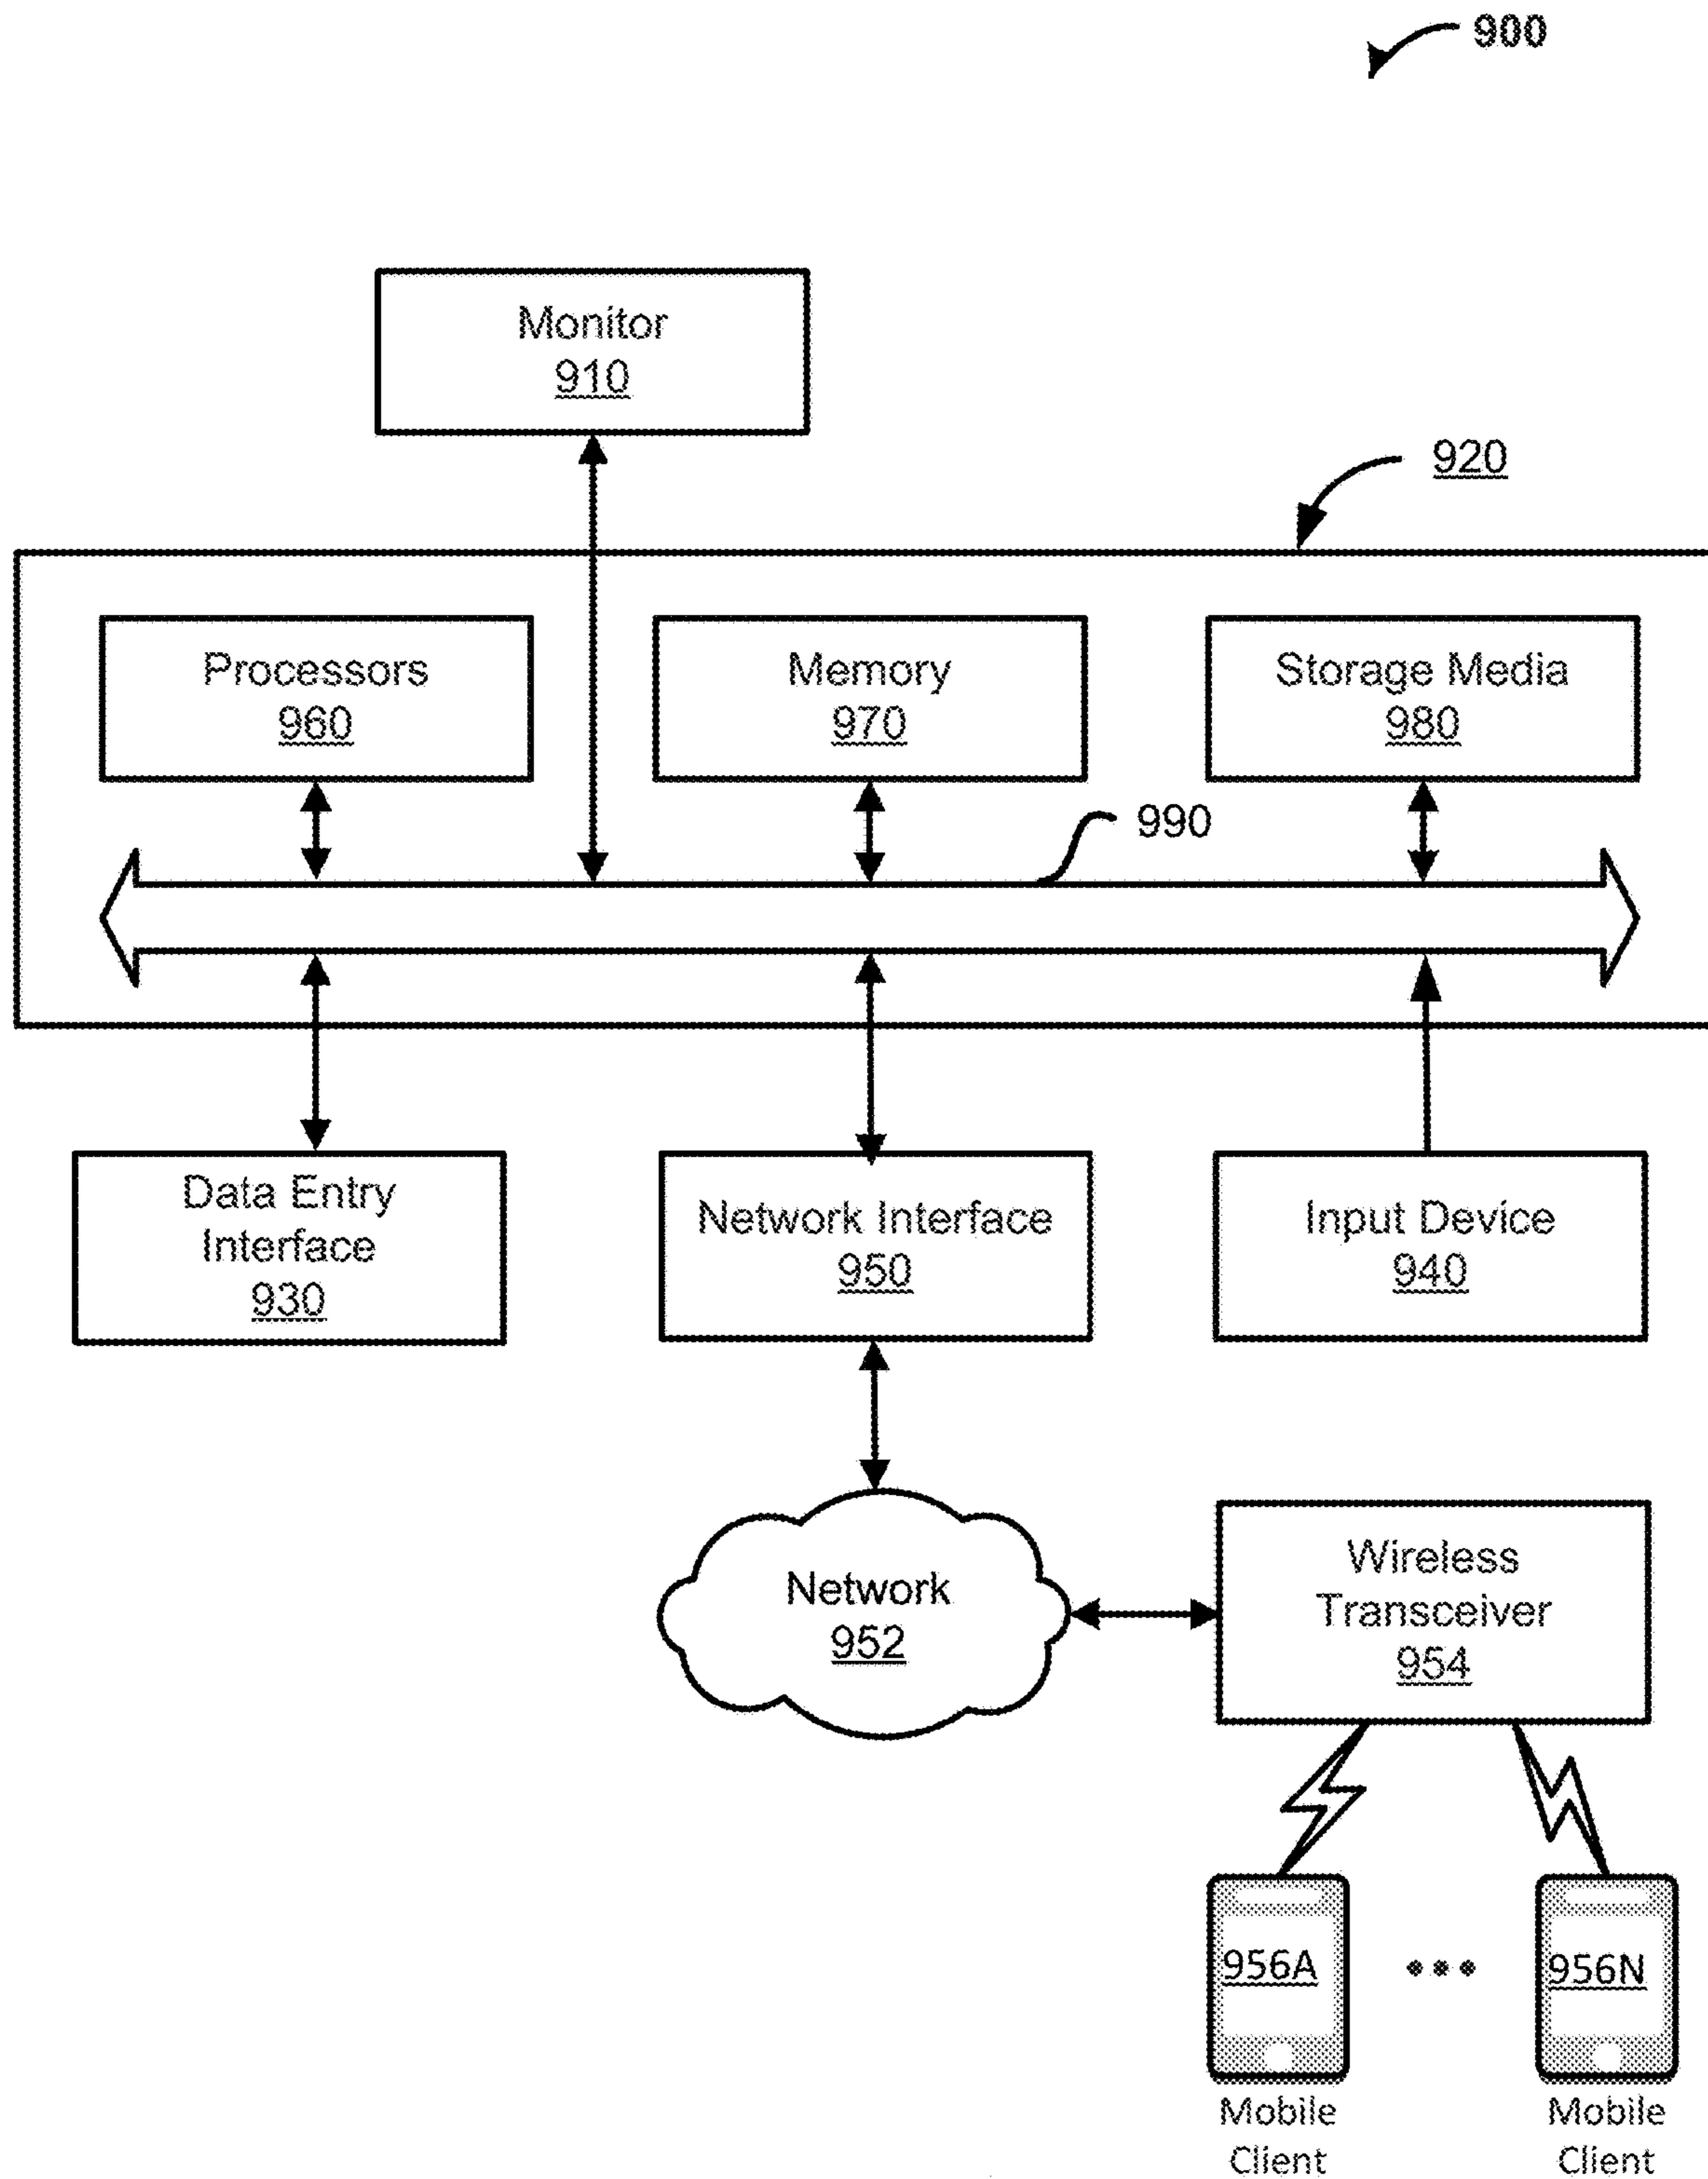 900
Monitor
910
920
Processors
960
Memory
970
Storage Media
980
990
Data Entry
Interface
930
Network Interface
950
Input Device
940
Network
952
Wireless
Transceiver
954
956A
956N
Mobile
Client
Mobile
Client